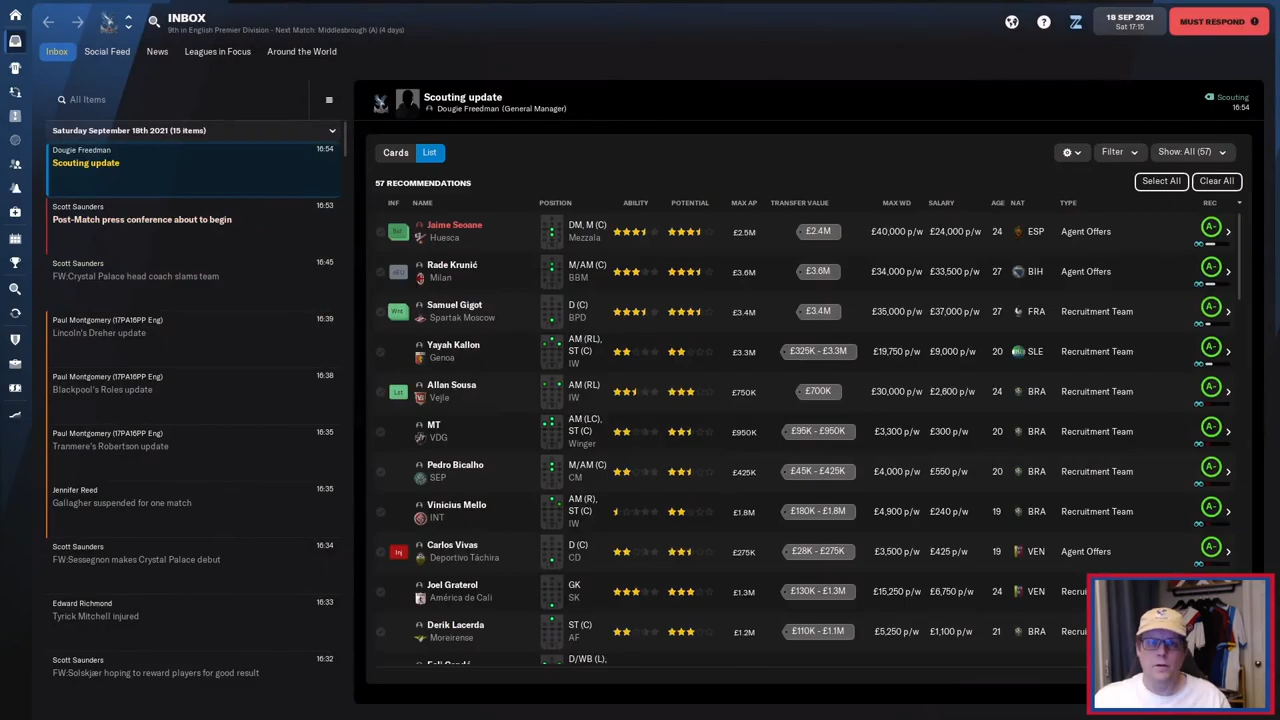 INBOX
9th in English Premier Division - Next Match: Middlesbrough (A) (4 days)
18 SEP 2021
Sat 17:15
MUST RESPOND
Inbox
Social Feed
News
Leagues in Focus
Around the World
All Items
Saturday September 18th 2021 (15 items)
Dougie Freedman 16:54
Scouting update
Scott Saunders 16:53
Post-Match press conference about to begin
Scott Saunders 16:45
FW:Crystal Palace head coach slams team
Paul Montgomery (17PA16PP Eng) 16:39
Lincoln's Dreher update
Paul Montgomery (17PA16PP Eng) 16:38
Blackpool's Roles update
Paul Montgomery (17PA16PP Eng) 16:35
Tranmere's Robertson update
Jennifer Reed 16:35
Gallagher suspended for one match
Scott Saunders 16:34
FW:Sessegnon makes Crystal Palace debut
Edward Richmond 16:33
Tyrick Mitchell injured
Scott Saunders 16:32
FW:Solskjær hoping to reward players for good result
Scouting update
Dougie Freedman (General Manager)
Scouting
16:54
Cards
List
Filter
Show: All (57)
57 RECOMMENDATIONS
Select All
Clear All
INF NAME POSITION ABILITY POTENTIAL MAX AP TRANSFER VALUE MAX WD SALARY AGE NAT TYPE REC
Jaime Seoane DM, M (C) £2.5M £2.4M £40,000 p/w £24,000 p/w 24 ESP Agent Offers A-
Huesca Mezzala
Rade Krunić M/AM (C) £3.6M £3.6M £34,000 p/w £33,500 p/w 27 BIH Agent Offers A-
Milan BBM
Wnt Samuel Gigot D (C) £3.4M £3.4M £35,000 p/w £37,000 p/w 27 FRA Agent Offers A-
Spartak Moscow BPD
Yayah Kallon AM (RL), ST (C) £3.3M £325K - £3.3M £19,750 p/w £9,000 p/w 20 SLE Recruitment Team A-
Genoa IW
Lst Allan Sousa AM (RL) £750K £700K £30,000 p/w £2,600 p/w 24 BRA Recruitment Team A-
Vejle IW
MT AM (LC), ST (C) £950K £95K - £950K £3,300 p/w £300 p/w 20 BRA Recruitment Team A-
VDG Winger
Pedro Bicalho M/AM (C) £425K £45K - £425K £4,000 p/w £550 p/w 20 BRA Recruitment Team A-
SEP CM
Vinicius Mello AM (R), ST (C) £1.8M £180K - £1.8M £4,900 p/w £240 p/w 19 BRA Recruitment Team A-
INT IW
Inj Carlos Vivas D (C) £275K £28K - £275K £3,500 p/w £425 p/w 19 VEN Agent Offers A-
Deportivo Táchira CD
Joel Graterol GK £1.3M £130K - £1.3M £15,250 p/w £6,750 p/w 24 VEN
América de Cali SK
Derik Lacerda ST (C) £1.2M £110K - £1.1M £5,250 p/w £1,100 p/w 21 BRA
Moreirense AF
D/WB (L),